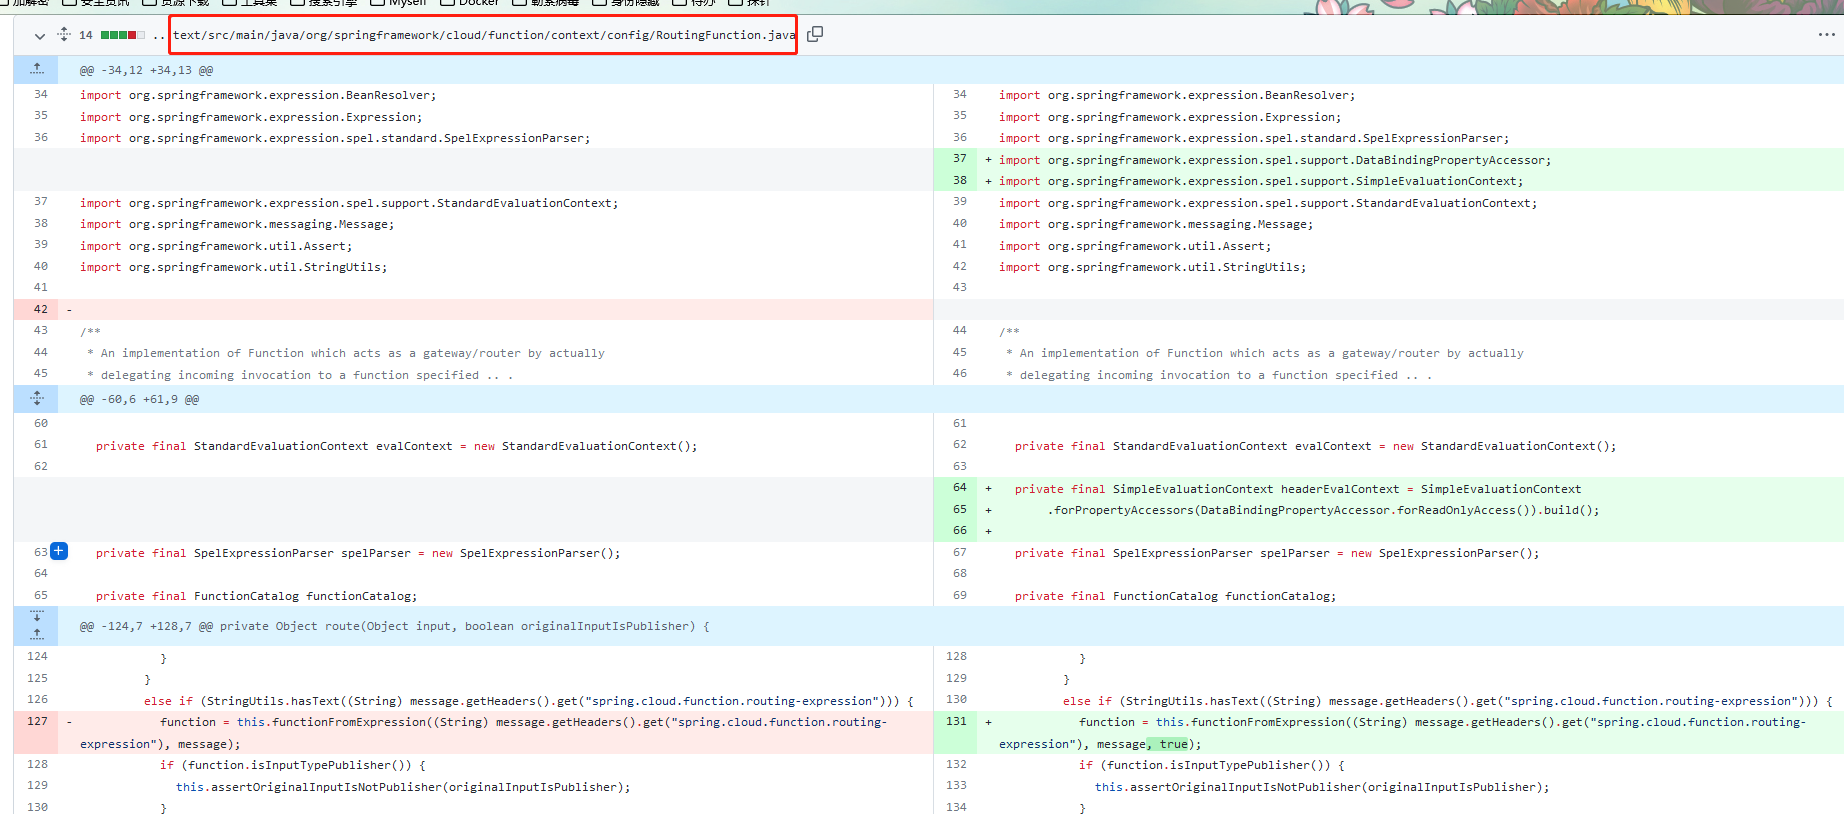 加解密 安全资讯 资源下载 工具集 搜索引擎 Myself Docker 勒索病毒 身份隐藏 待办 探针
14 .. text/src/main/java/org/springframework/cloud/function/context/config/RoutingFunction.java
@@ -34,12 +34,13 @@
34 import org.springframework.expression.BeanResolver; 34 import org.springframework.expression.BeanResolver;
35 import org.springframework.expression.Expression; 35 import org.springframework.expression.Expression;
36 import org.springframework.expression.spel.standard.SpelExpressionParser; 36 import org.springframework.expression.spel.standard.SpelExpressionParser;
37 + import org.springframework.expression.spel.support.DataBindingPropertyAccessor;
38 + import org.springframework.expression.spel.support.SimpleEvaluationContext;
37 import org.springframework.expression.spel.support.StandardEvaluationContext; 39 import org.springframework.expression.spel.support.StandardEvaluationContext;
38 import org.springframework.messaging.Message; 40 import org.springframework.messaging.Message;
39 import org.springframework.util.Assert; 41 import org.springframework.util.Assert;
40 import org.springframework.util.StringUtils; 42 import org.springframework.util.StringUtils;
41 43
42 -
43 /** 44 /**
44 * An implementation of Function which acts as a gateway/router by actually 45 * An implementation of Function which acts as a gateway/router by actually
45 * delegating incoming invocation to a function specified .. . 46 * delegating incoming invocation to a function specified .. .
@@ -60,6 +61,9 @@
60 61
61 private final StandardEvaluationContext evalContext = new StandardEvaluationContext(); 62 private final StandardEvaluationContext evalContext = new StandardEvaluationContext();
62 63
64 + private final SimpleEvaluationContext headerEvalContext = SimpleEvaluationContext
65 + .forPropertyAccessors(DataBindingPropertyAccessor.forReadOnlyAccess()).build();
66 +
63 + private final SpelExpressionParser spelParser = new SpelExpressionParser(); 67 private final SpelExpressionParser spelParser = new SpelExpressionParser();
64 68
65 private final FunctionCatalog functionCatalog; 69 private final FunctionCatalog functionCatalog;
@@ -124,7 +128,7 @@ private Object route(Object input, boolean originalInputIsPublisher) {
124 } 128 }
125 } 129 }
126 else if (StringUtils.hasText((String) message.getHeaders().get("spring.cloud.function.routing-expression"))) { 130 else if (StringUtils.hasText((String) message.getHeaders().get("spring.cloud.function.routing-expression"))) {
127 - function = this.functionFromExpression((String) message.getHeaders().get("spring.cloud.function.routing- 131 + function = this.functionFromExpression((String) message.getHeaders().get("spring.cloud.function.routing-
expression"), message); expression"), message, true);
128 if (function.isInputTypePublisher()) { 132 if (function.isInputTypePublisher()) {
129 this.assertOriginalInputIsNotPublisher(originalInputIsPublisher); 133 this.assertOriginalInputIsNotPublisher(originalInputIsPublisher);
130 } 134 }